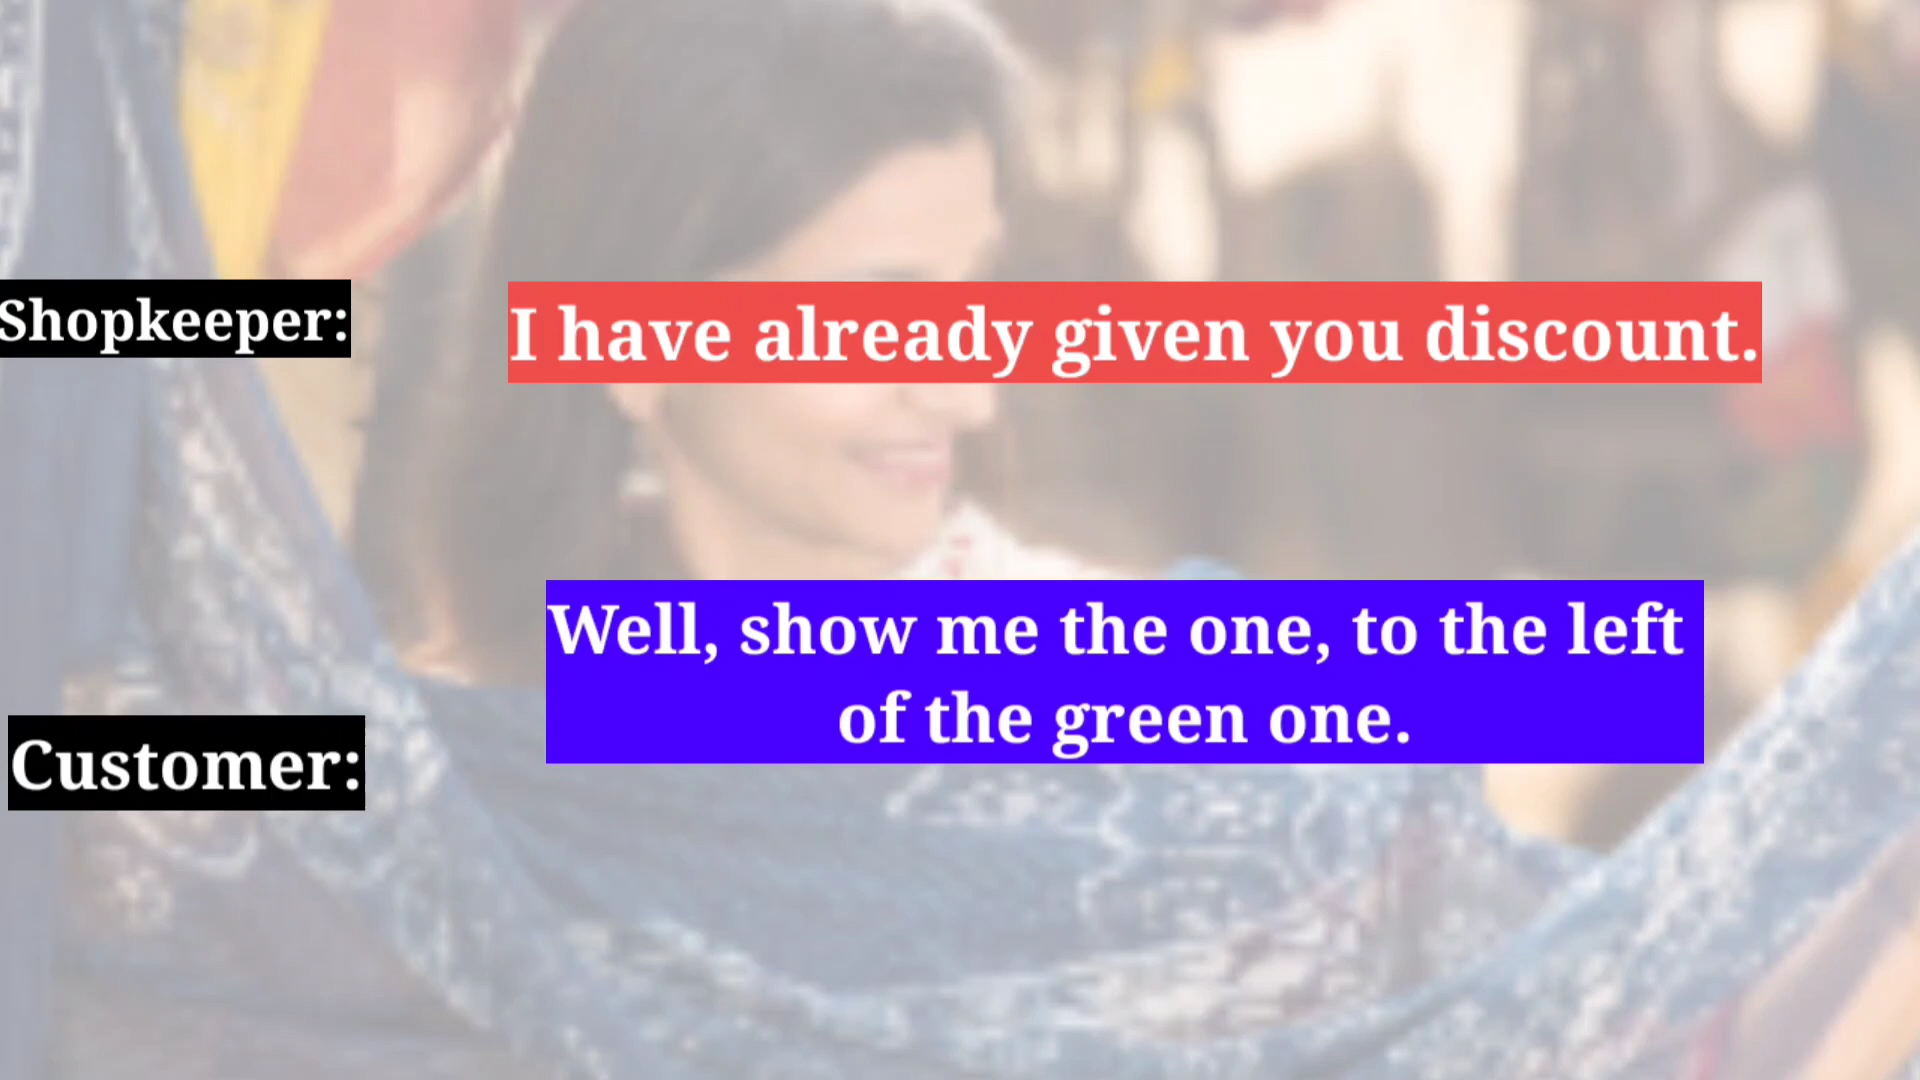 Shopkeeper:
I have already given you discount.
Well, show me the one, to the left
of the green one.
Customer: